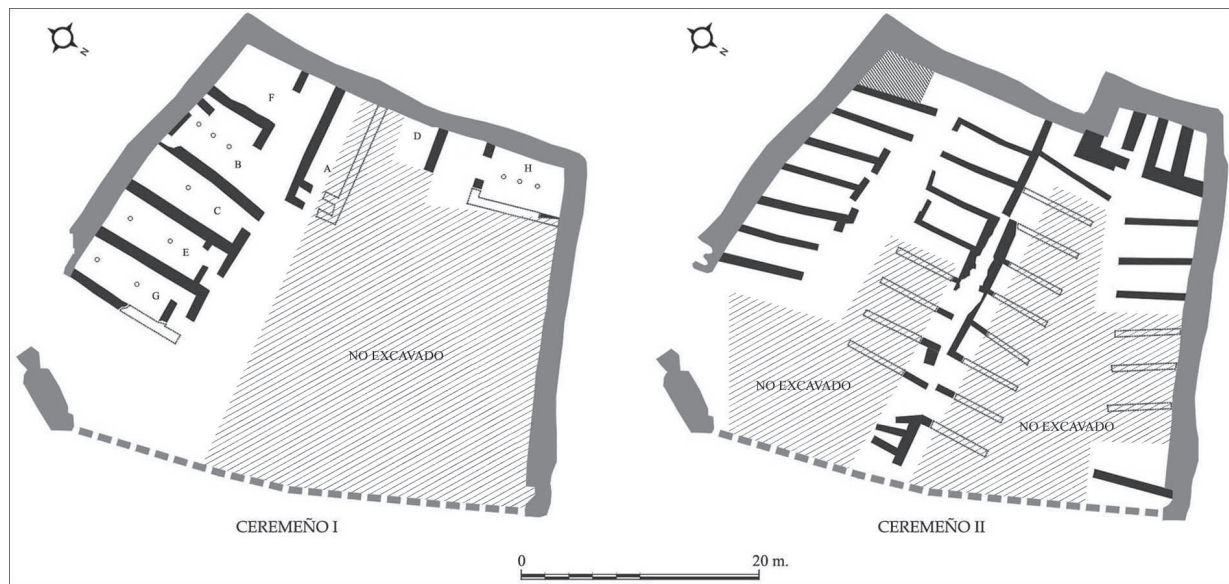 N
F
B
A
D
H
C
E
G
NO EXCAVADO
CEREMEÑO I
N
NO EXCAVADO
NO EXCAVADO
CEREMEÑO II
0 20 m.